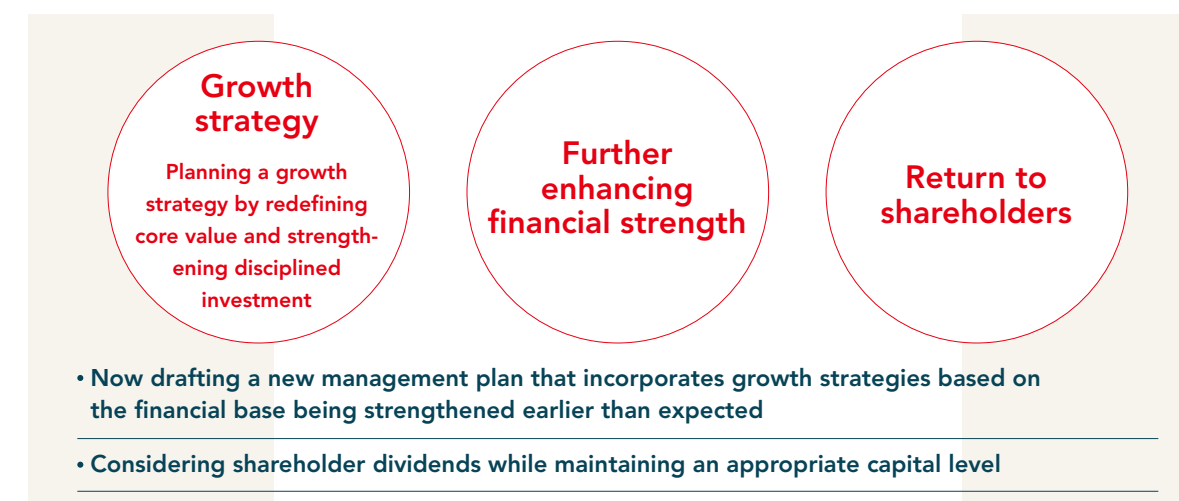 Growth
strategy
Planning a growth
strategy by redefining
core value and strength-
ening disciplined
investment
Further
enhancing
financial strength
Return to
shareholders
• Now drafting a new management plan that incorporates growth strategies based on
the financial base being strengthened earlier than expected
• Considering shareholder dividends while maintaining an appropriate capital level